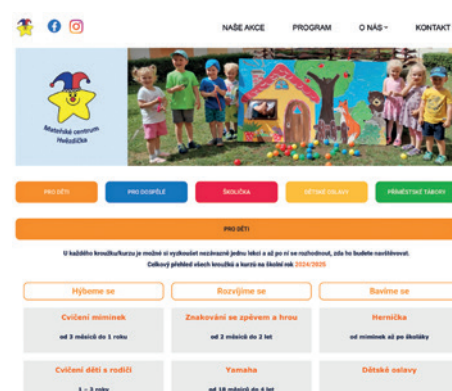 NAŠE AKCE PROGRAM O NÁS KONTAKT
Mateřské centrum
Hvězdička
PRO DĚTI PRO DOSPĚLÉ ŠKOLIČKA DĚTSKÉ OSLAVY PŘÍMĚSTSKÉ TÁBORY
PRO DĚTI
U každého kroužku/kurzu je možné si vyzkoušet nezávazně jednu lekci a až po ní se rozhodnout, zda ho budete navštěvovat.
Celkový přehled všech kroužků a kurzů na školní rok 2024/2025
Hýbeme se Rozvíjíme se Bavíme se
Cvičení miminek Znakování se zpěvem a hrou Hernička
od 3 měsíců do 1 roku od 2 měsíců do 2 let od miminek až po školáky
Cvičení dětí s rodiči Yamaha Dětské oslavy
1 – 3 roky od 18 měsíců do 4 let